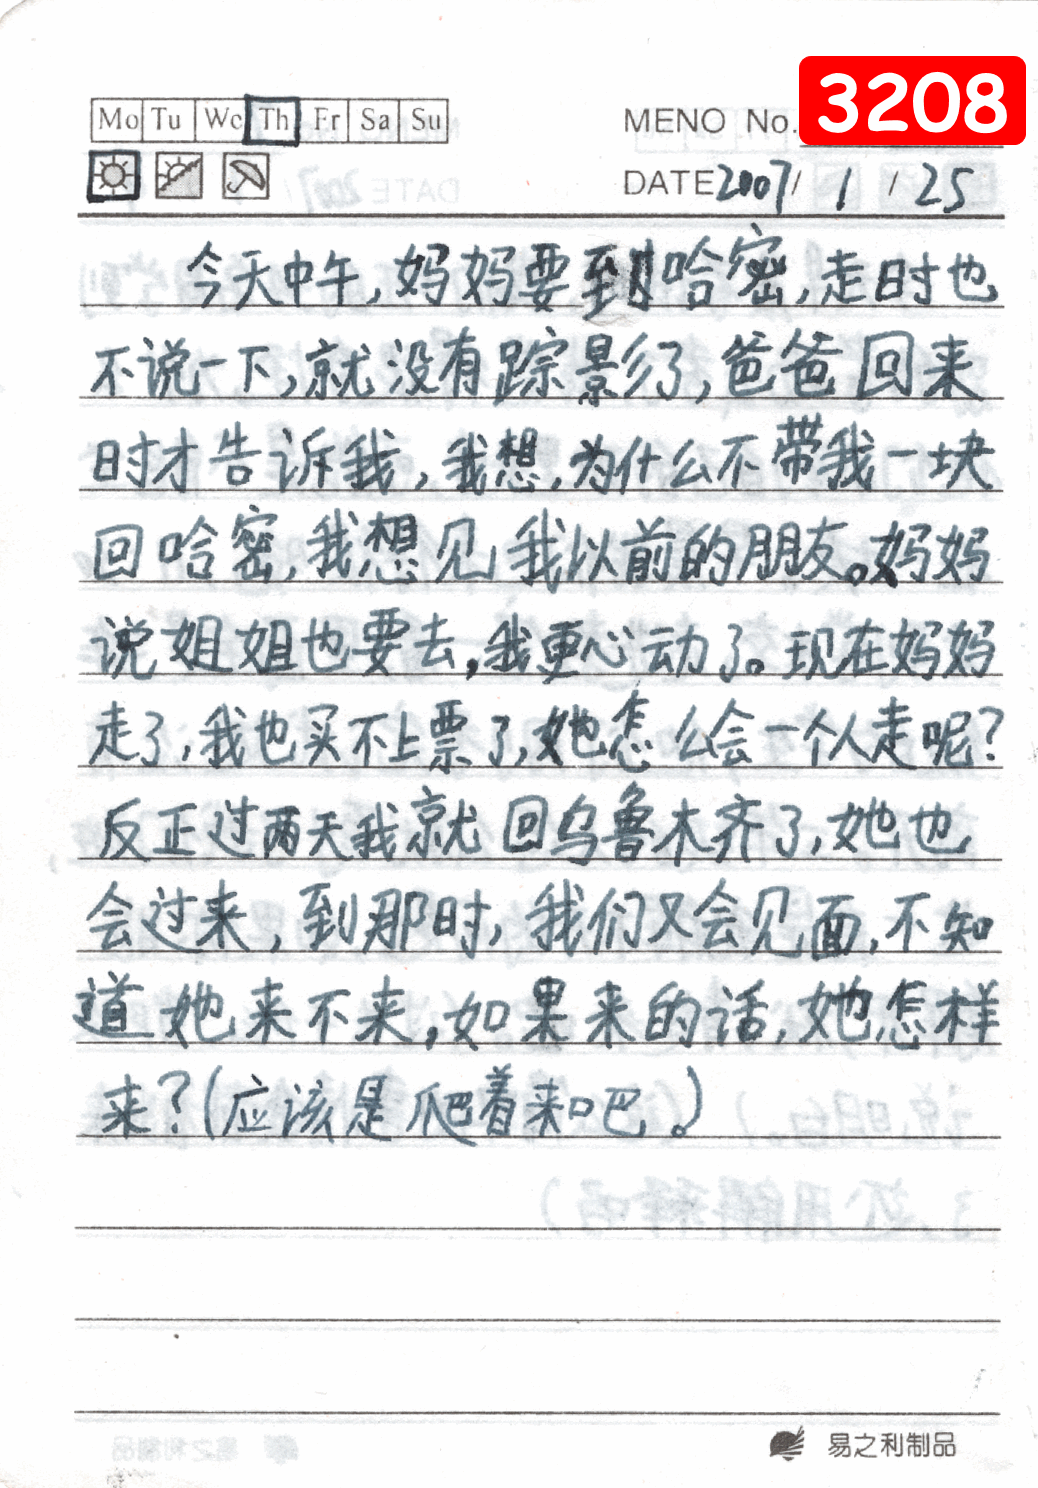 3208
Mo Tu We Th Fr Sa Su
MENO No.
DATE 2007/ 1 / 25
今天中午,妈妈要到哈密,走时也
不说一下,就没有踪影了,爸爸回来
时才告诉我,我想,为什么不带我一块
回哈密,我想见我以前的朋友。妈妈
说姐姐也要去,我更心动了。现在妈妈
走了,我也买不上票了,她怎么会一个人走呢?
反正过两天我就回乌鲁木齐了,她也
会过来,到那时,我们又会见面,不知
道她来不来,如果来的话,她怎样
来?(应该是爬着来吧。)
易之利制品